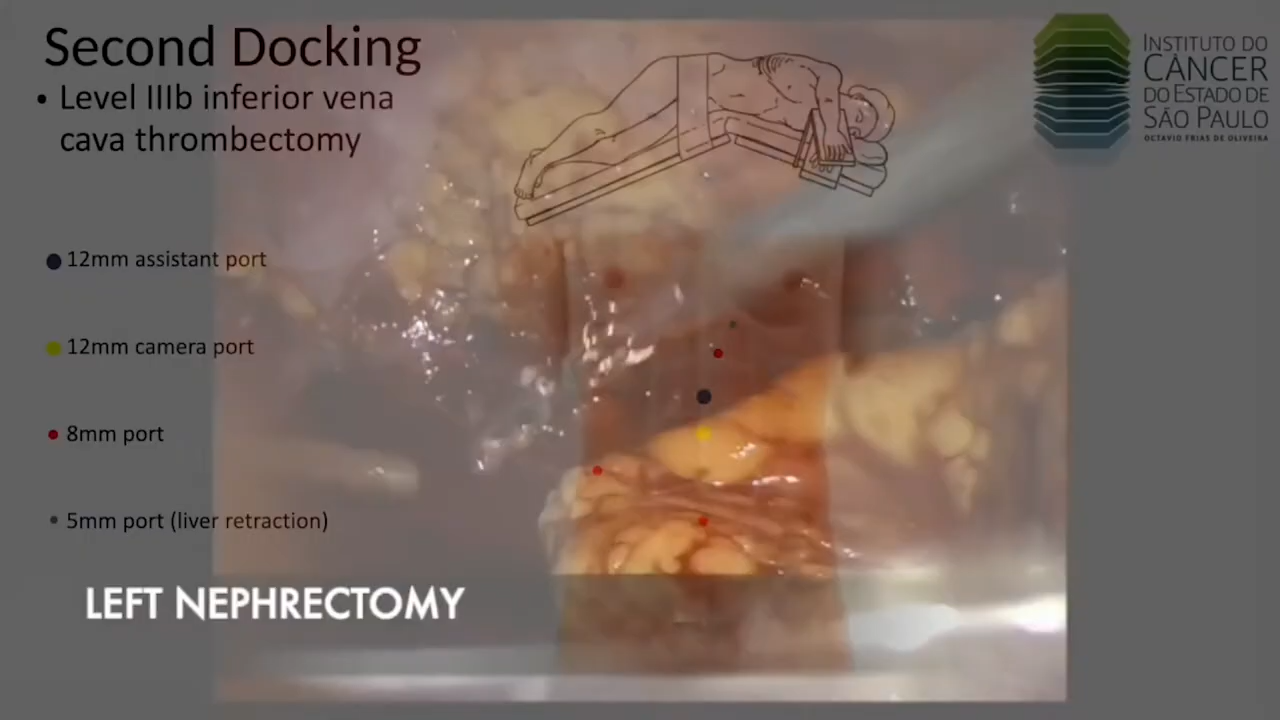 Second Docking
• Level IIIb inferior vena
cava thrombectomy
12mm assistant port
12mm camera port
8mm port
5mm port (liver retraction)
LEFT NEPHRECTOMY
INSTITUTO DO
CÂNCER
DO ESTADO DE
SÃO PAULO
OCTAVIO FRIAS DE OLIVEIRA